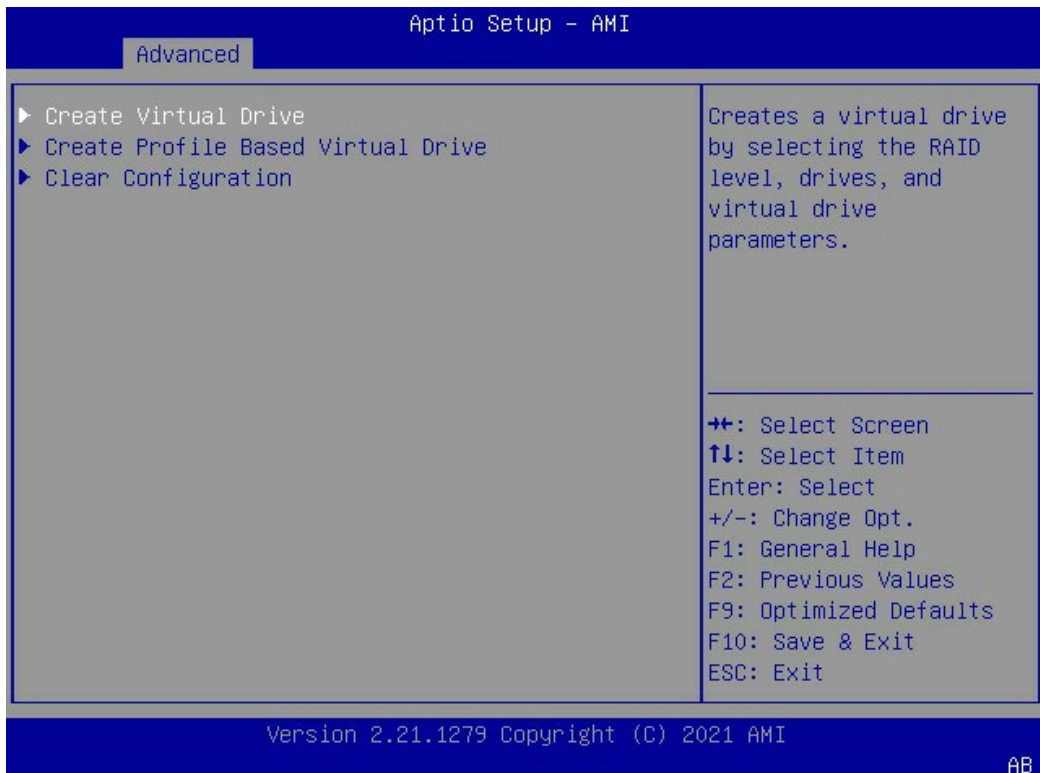 Aptio Setup – AMI
Advanced
▶ Create Virtual Drive
▶ Create Profile Based Virtual Drive
▶ Clear Configuration
Creates a virtual drive
by selecting the RAID
level, drives, and
virtual drive
parameters.
→←: Select Screen
↑↓: Select Item
Enter: Select
+/-: Change Opt.
F1: General Help
F2: Previous Values
F9: Optimized Defaults
F10: Save & Exit
ESC: Exit
Version 2.21.1279 Copyright (C) 2021 AMI
AB